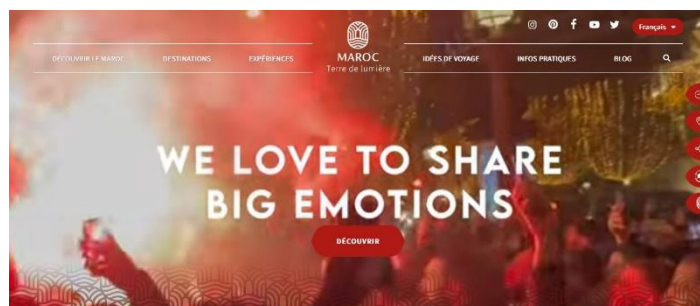 Français
DÉCOUVRIR LE MAROC
DESTINATIONS
EXPÉRIENCES
MAROC
Terre de lumière
IDÉES DE VOYAGE
INFOS PRATIQUES
BLOG
WE LOVE TO SHARE
BIG EMOTIONS
DÉCOUVRIR